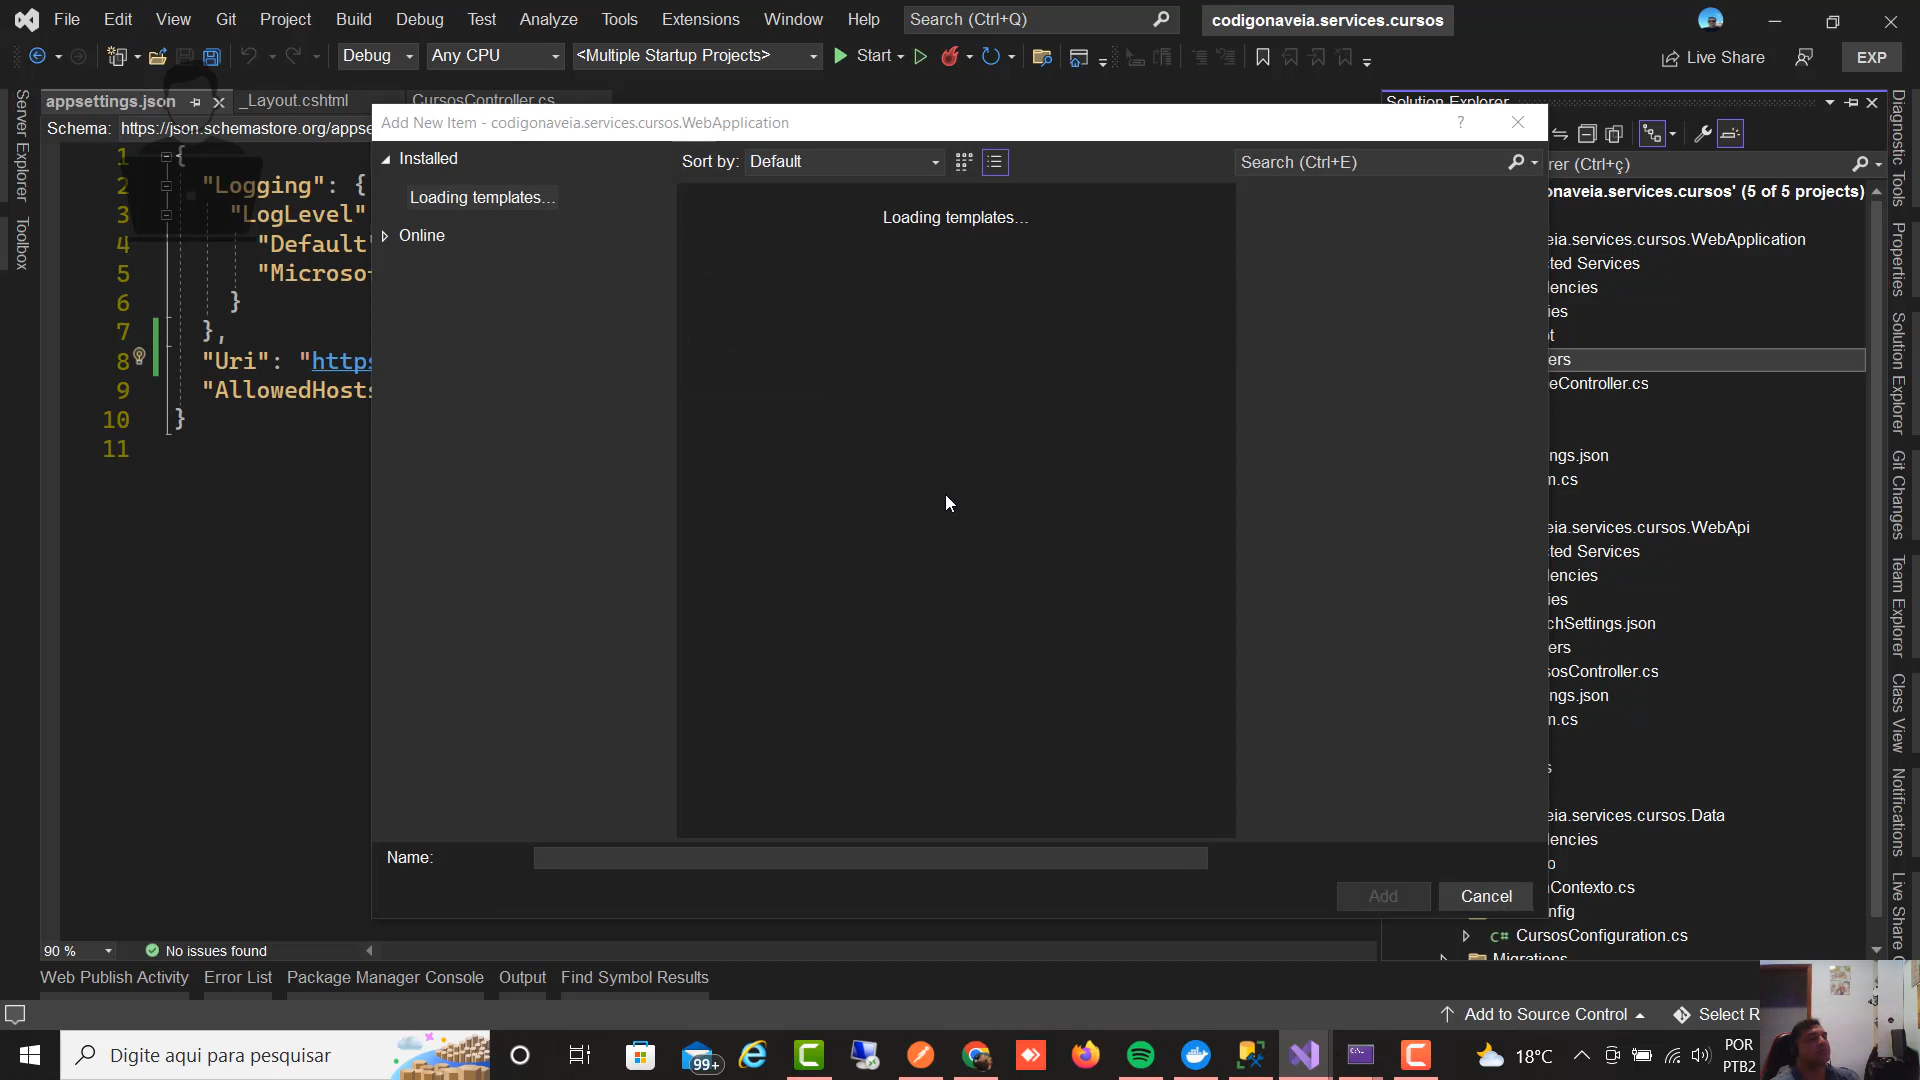 File Edit View Git Project Build Debug Test Analyze Tools Extensions Window Help Search (Ctrl+Q) codigonaveia.services.cursos
Debug Any CPU <Multiple Startup Projects> Start Live Share EXP
appsettings.json _Layout.cshtml CursosController.cs
Schema: https://json.schemastore.org/appse
1 {
2 "Logging": {
3 "LogLevel"
4 "Default"
5 "Microso
6 }
7 },
8 "Uri": "https
9 "AllowedHosts
10 }
11
Server Explorer
Toolbox
Add New Item - codigonaveia.services.cursos.WebApplication
Installed
Loading templates...
Online
Sort by: Default
Search (Ctrl+E)
Loading templates...
Name:
Add Cancel
Solution Explorer
rer (Ctrl+ç)
onaveia.services.cursos' (5 of 5 projects)
eia.services.cursos.WebApplication
ted Services
lencies
ies
t
ers
eController.cs
ngs.json
m.cs
eia.services.cursos.WebApi
ted Services
lencies
ies
chSettings.json
ers
sosController.cs
ngs.json
m.cs
s
eia.services.cursos.Data
lencies
o
nContexto.cs
nfig
C# CursosConfiguration.cs
Migrations
Diagnostic Tools
Properties
Solution Explorer
Git Changes
Team Explorer
Class View
Notifications
Live Share
90 % No issues found
Web Publish Activity Error List Package Manager Console Output Find Symbol Results
Add to Source Control Select R
Digite aqui para pesquisar
99+
18°C
POR
PTB2